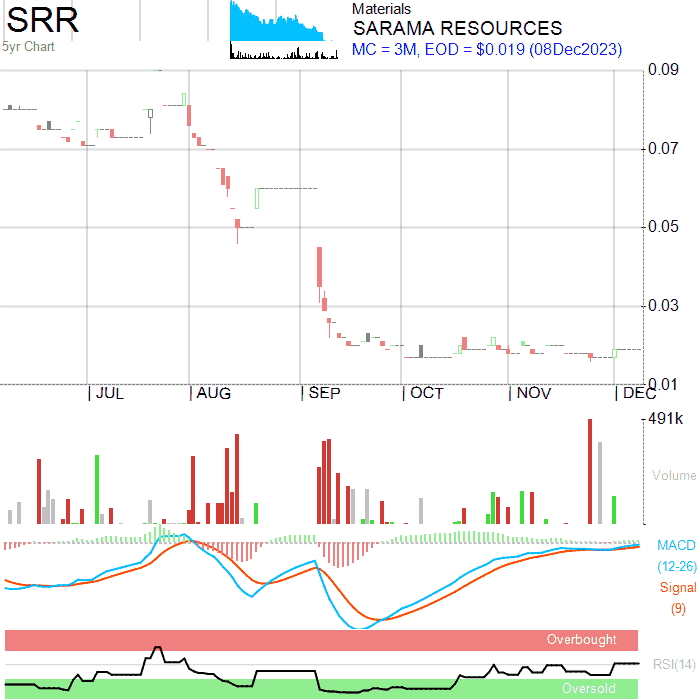 SRR
5yr Chart
Materials
SARAMA RESOURCES
MC = 3M, EOD = $0.019 (08Dec2023)
0.09
0.07
0.05
0.03
0.01
JUL AUG SEP OCT NOV DEC
491k
Volume
MACD
(12-26)
Signal
(9)
Overbought
RSI(14)
Oversold